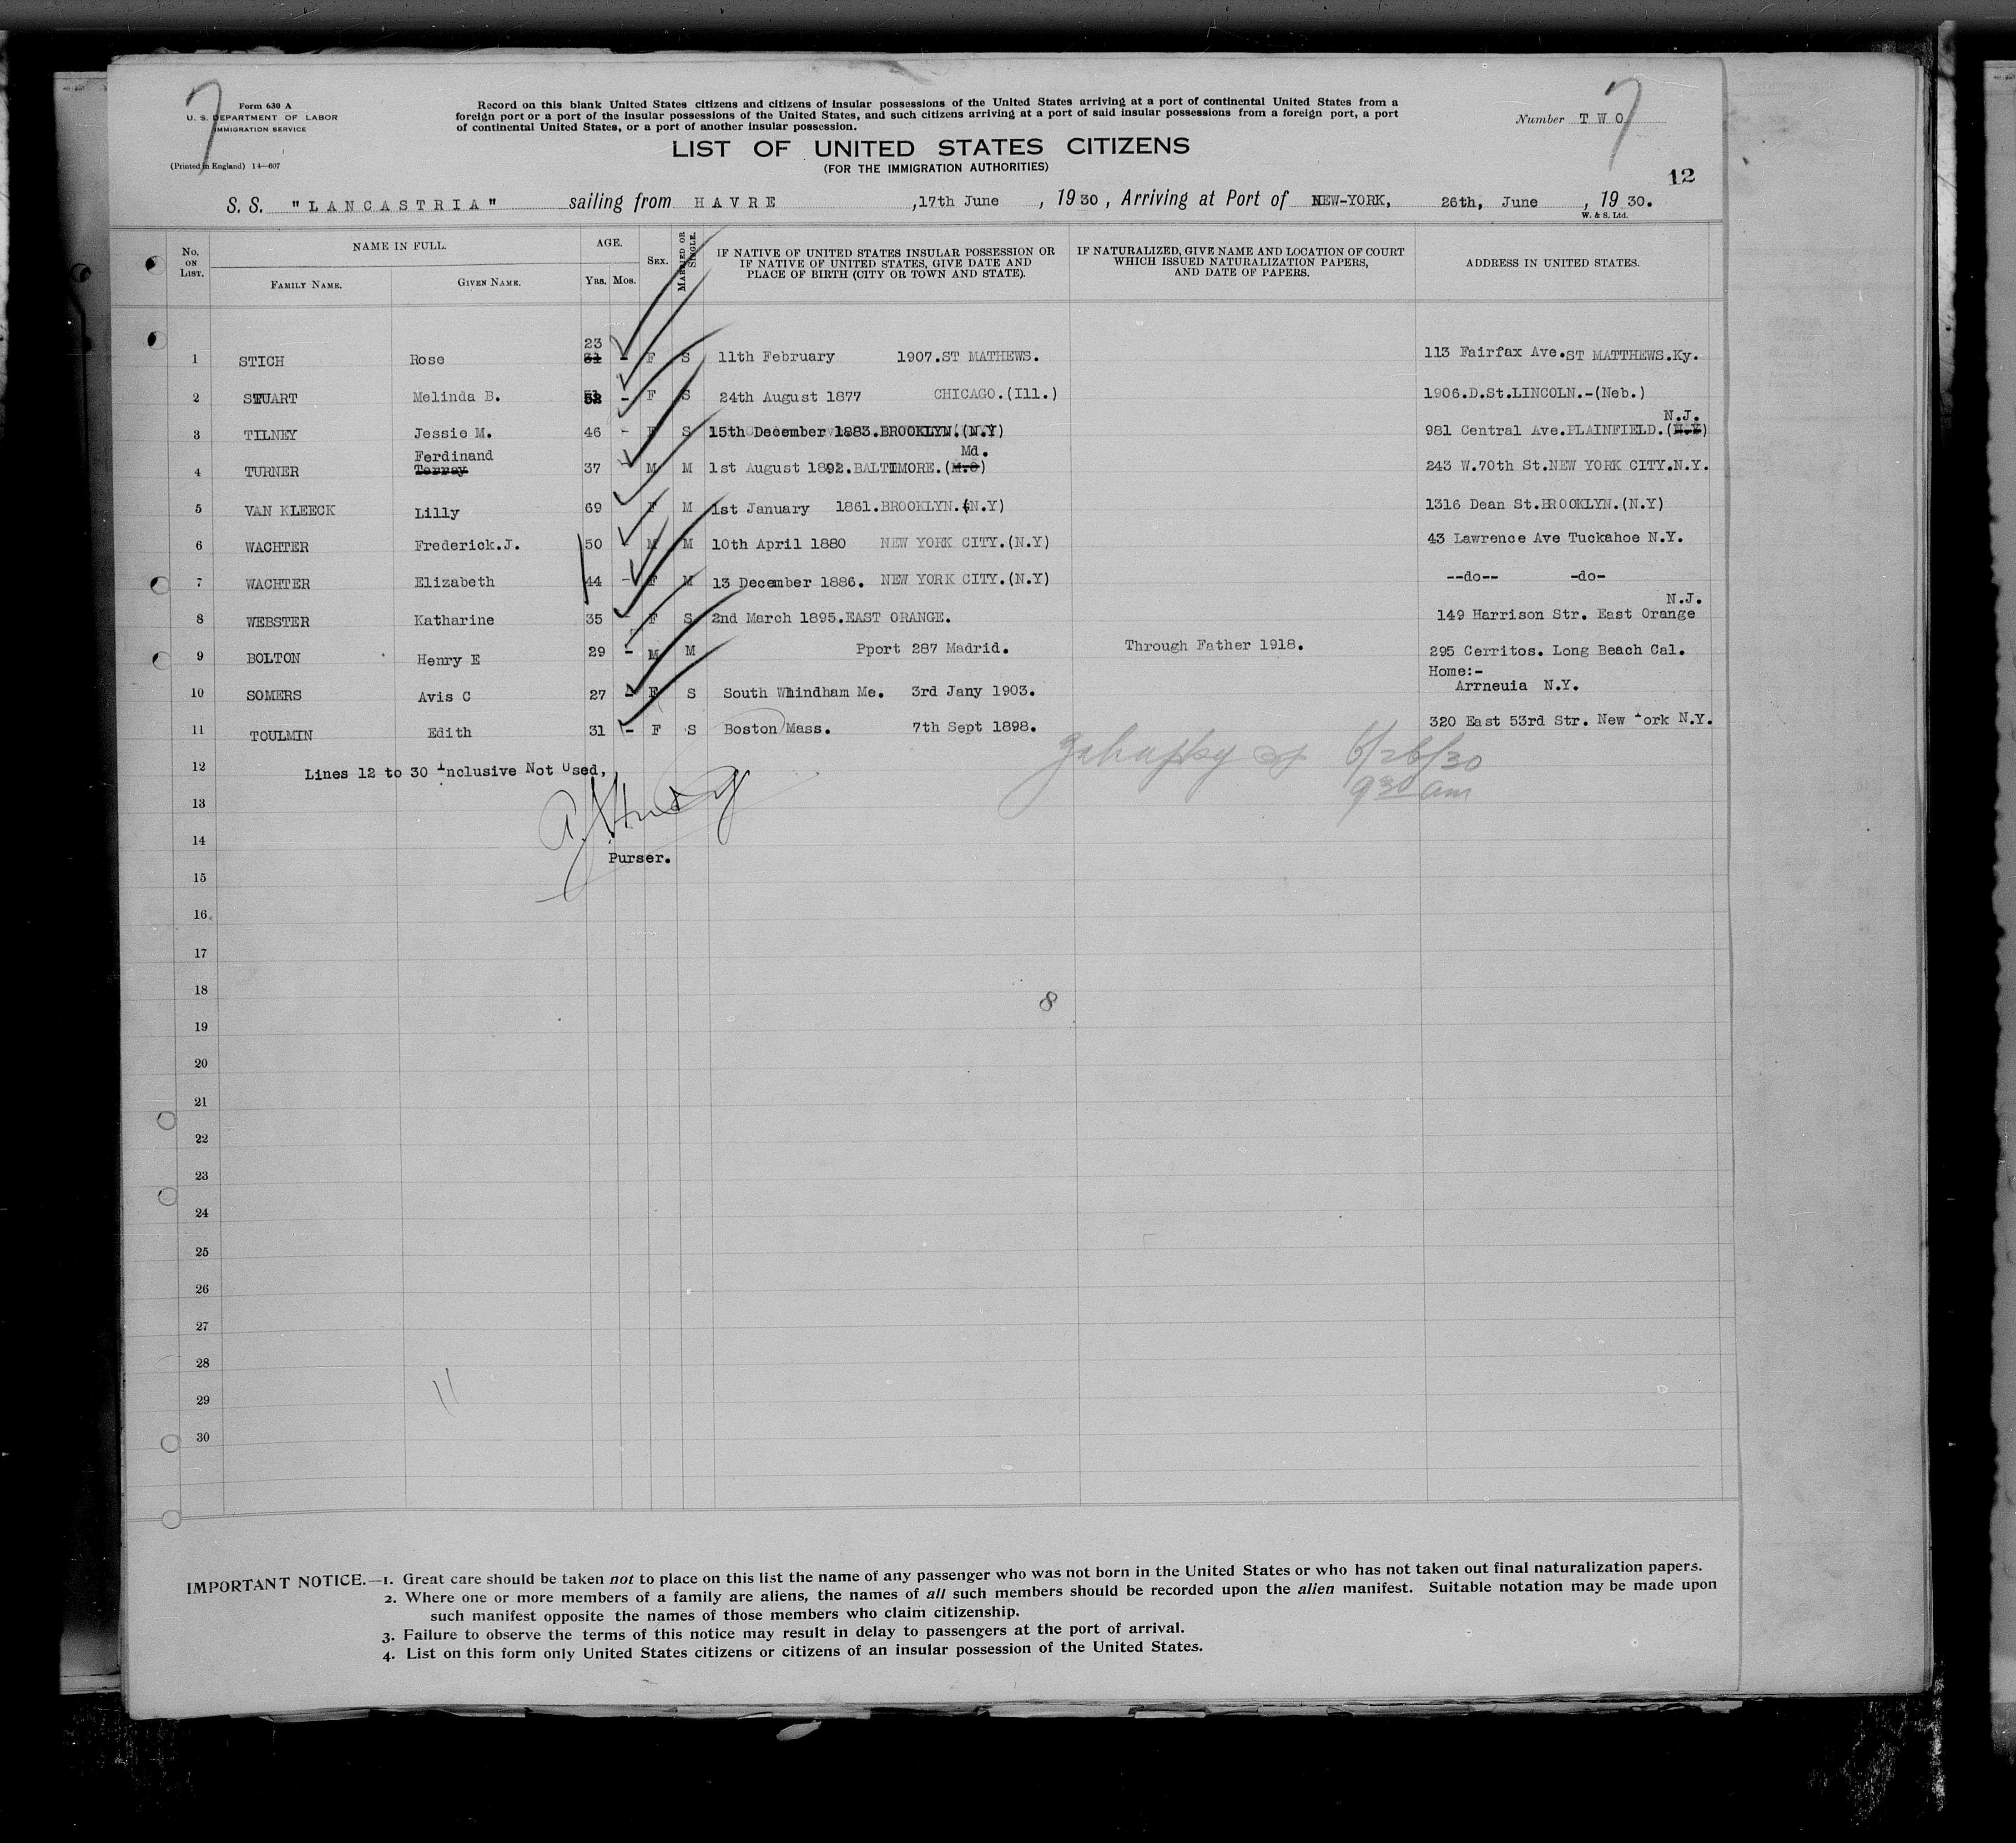 7
7
Form 630 A
U. S. DEPARTMENT OF LABOR
IMMIGRATION SERVICE
(Printed in England) 14—607
Record on this blank United States citizens and citizens of insular possessions of the United States arriving at a port of continental United States from a
foreign port or a port of the insular possessions of the United States, and such citizens arriving at a port of said insular possessions from a foreign port, a port
of continental United States, or a port of another insular possession.
Number TWO
LIST OF UNITED STATES CITIZENS
(FOR THE IMMIGRATION AUTHORITIES)
12
S. S. "LANCASTRIA" sailing from HAVRE ,17th June , 1930, Arriving at Port of NEW-YORK, 26th, June , 1930.
W. & S. Ltd.
No. ON LIST. NAME IN FULL. FAMILY NAME. GIVEN NAME. AGE. YRS. MOS. SEX. MARRIED OR SINGLE. IF NATIVE OF UNITED STATES INSULAR POSSESSION OR IF NATIVE OF UNITED STATES, GIVE DATE AND PLACE OF BIRTH (CITY OR TOWN AND STATE). IF NATURALIZED, GIVE NAME AND LOCATION OF COURT WHICH ISSUED NATURALIZATION PAPERS, AND DATE OF PAPERS. ADDRESS IN UNITED STATES.
23
1 STICH Rose 31 - F S 11th February 1907.ST MATHEWS. 113 Fairfax Ave.ST MATTHEWS.Ky.
2 STUART Melinda B. 52 - F S 24th August 1877 CHICAGO.(Ill.) 1906.D.St.LINCOLN.-(Neb.)
N.J.
3 TILNEY Jessie M. 46 - F S 15th December 1883.BROOKLYN.(N.Y) 981 Central Ave.PLAINFIELD.(N.Y)
Ferdinand Md.
4 TURNER Torrey 37 - M M 1st August 1892.BALTIMORE.(M.O) 243 W.70th St.NEW YORK CITY.N.Y.
5 VAN KLEECK Lilly 69 F M 1st January 1861.BROOKLYN.(N.Y) 1316 Dean St.BROOKLYN.(N.Y)
6 WACHTER Frederick.J. 50 - M M 10th April 1880 NEW YORK CITY.(N.Y) 43 Lawrence Ave Tuckahoe N.Y.
7 WACHTER Elizabeth 44 - F M 13 December 1886. NEW YORK CITY.(N.Y) --do-- -do-
N.J.
8 WEBSTER Katharine 35 - F S 2nd March 1895.EAST ORANGE. 149 Harrison Str. East Orange
9 BOLTON Henry E 29 - M M Pport 287 Madrid. Through Father 1918. 295 Cerritos. Long Beach Cal.
Home:-
10 SOMERS Avis C 27 - F S South Windham Me. 3rd Jany 1903. Arrneuia N.Y.
11 TOULMIN Edith 31 - F S Boston Mass. 7th Sept 1898. 320 East 53rd Str. New York N.Y.
12 Lines 12 to 30 Inclusive Not Used,
6/26/30
9 30 am
13
14
Purser.
15
16
17
18
8
19
20
21
22
23
24
25
26
27
28
11
29
30
IMPORTANT NOTICE.—1. Great care should be taken not to place on this list the name of any passenger who was not born in the United States or who has not taken out final naturalization papers.
2. Where one or more members of a family are aliens, the names of all such members should be recorded upon the alien manifest. Suitable notation may be made upon
such manifest opposite the names of those members who claim citizenship.
3. Failure to observe the terms of this notice may result in delay to passengers at the port of arrival.
4. List on this form only United States citizens or citizens of an insular possession of the United States.